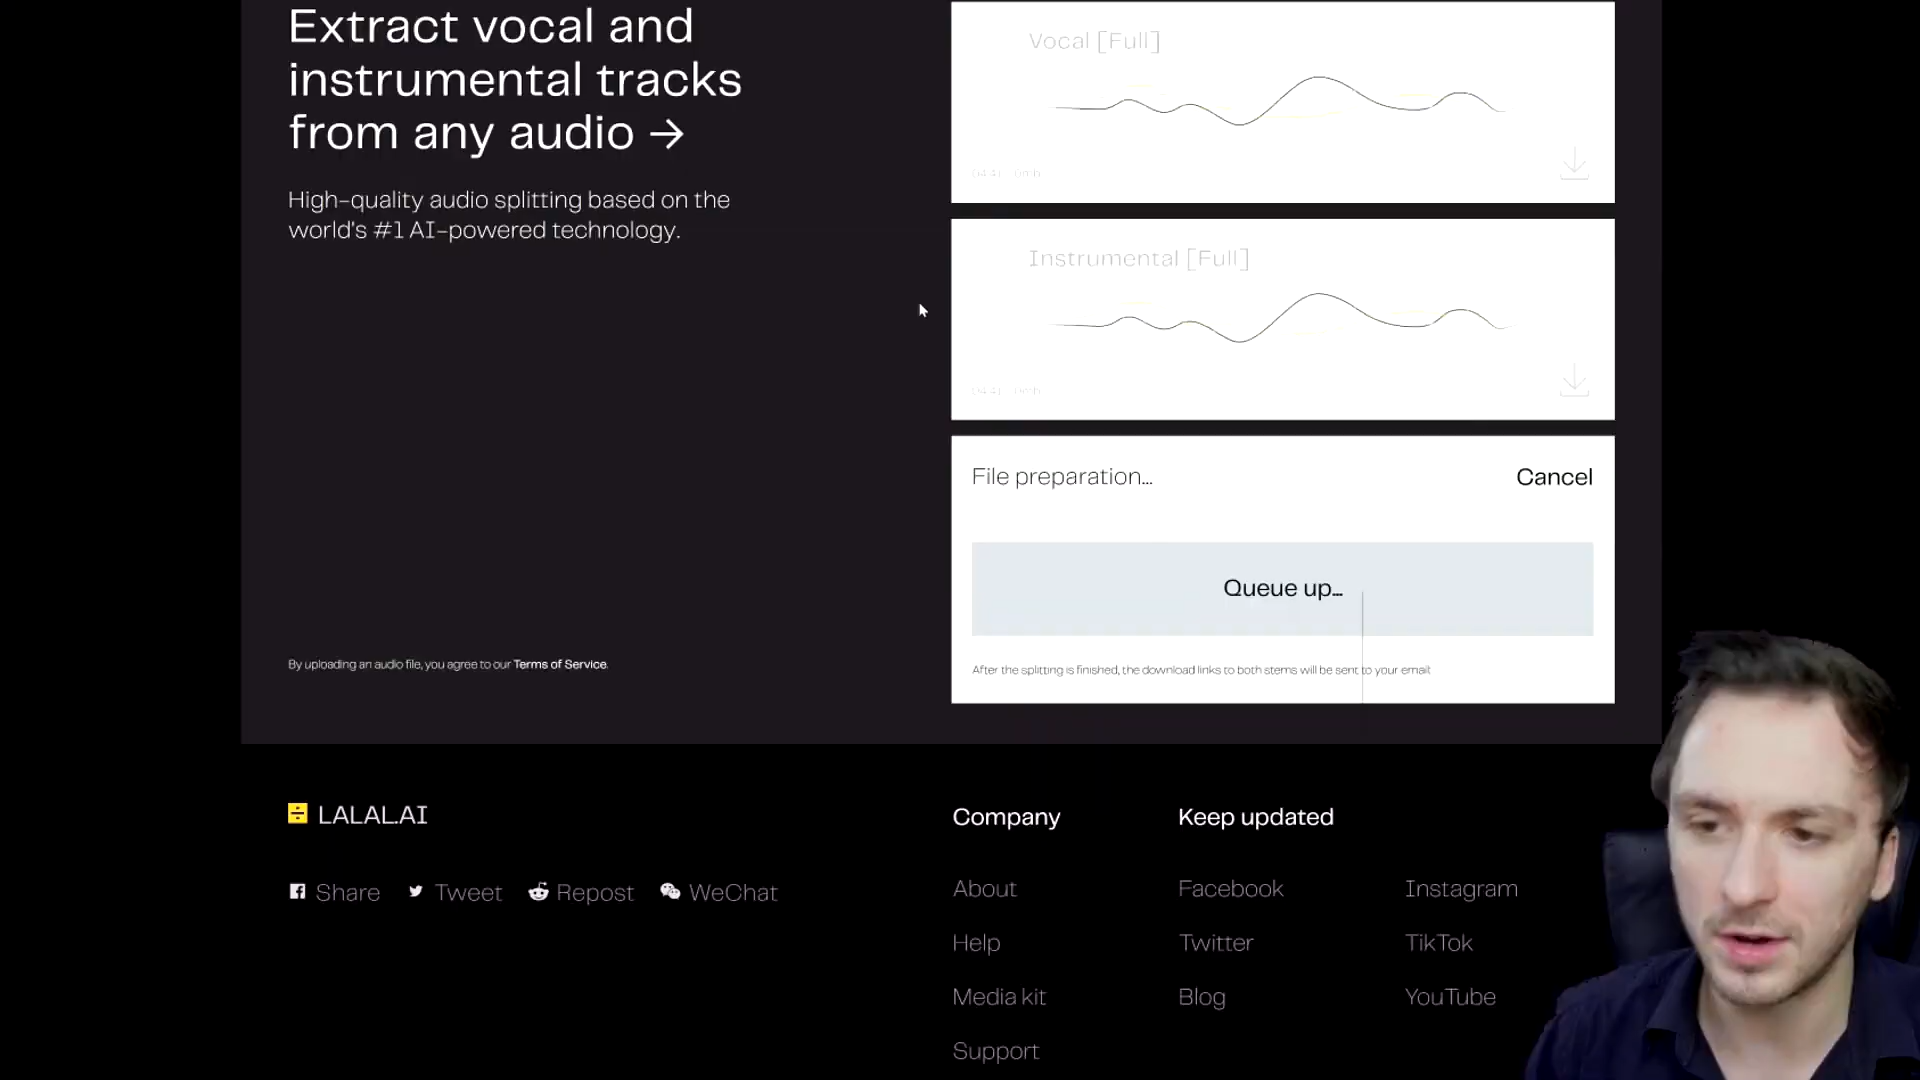 Extract vocal and
instrumental tracks
from any audio →
High-quality audio splitting based on the
world's #1 AI-powered technology.
By uploading an audio file, you agree to our Terms of Service.
Vocal [Full]
Instrumental [Full]
File preparation...
Cancel
Queue up...
After the splitting is finished, the download links to both stems will be sent to your email
LALAL.AI
Share Tweet Repost WeChat
Company
About
Help
Media kit
Support
Keep updated
Facebook Instagram
Twitter TikTok
Blog YouTube